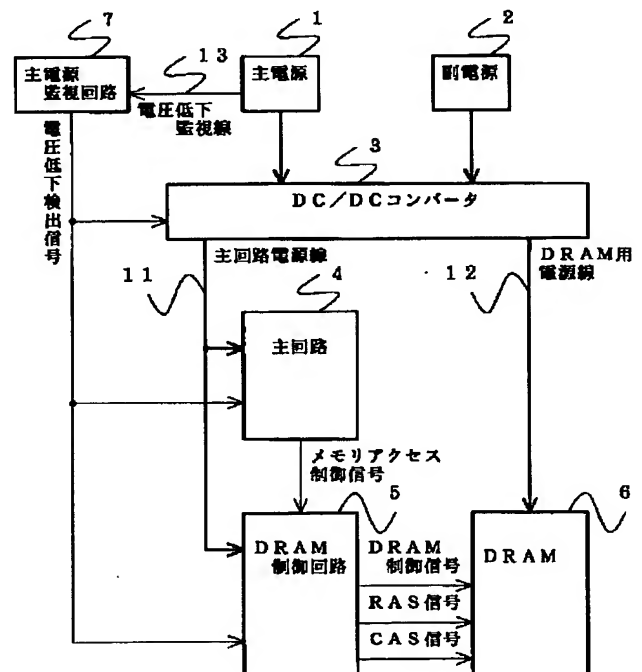 7
13
1
2
主電源
監視回路
主電源
副電源
電圧低下
監視線
電圧低下検出信号
3
DC/DCコンバータ
主回路電源線
DRAM用
電源線
11
4
12
主回路
メモリアクセス
制御信号
5
6
DRAM
制御回路
DRAM
制御信号
DRAM
RAS信号
CAS信号